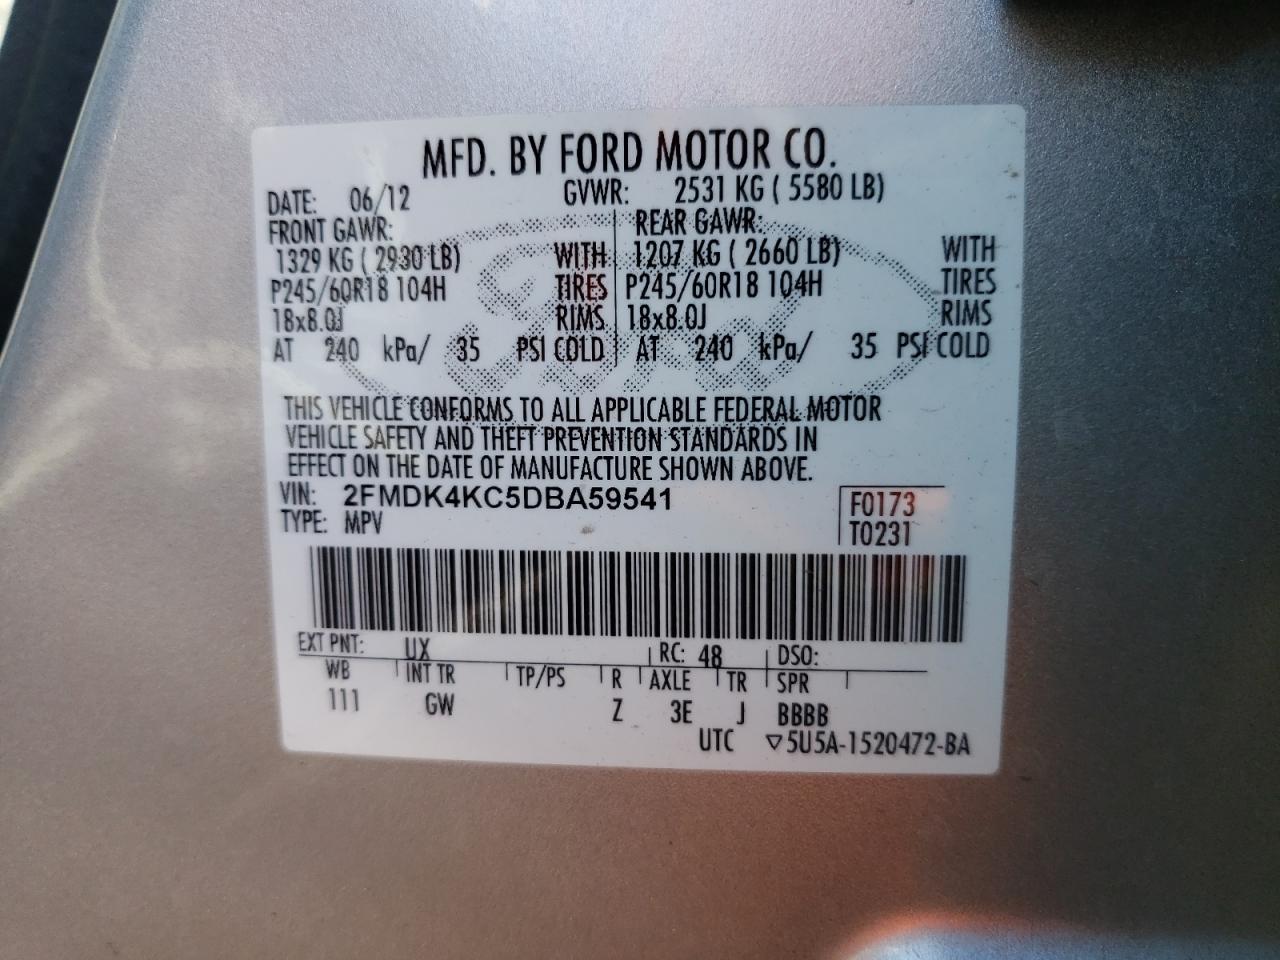 MFD. BY FORD MOTOR CO.
DATE: 06/12 GVWR: 2531 KG ( 5580 LB)
FRONT GAWR: REAR GAWR:
1329 KG ( 2930 LB) WITH 1207 KG ( 2660 LB) WITH
P245/60R18 104H TIRES P245/60R18 104H TIRES
18x8.0J RIMS 18x8.0J RIMS
AT 240 kPa/ 35 PSI COLD AT 240 kPa/ 35 PSI COLD
Ford
THIS VEHICLE CONFORMS TO ALL APPLICABLE FEDERAL MOTOR
VEHICLE SAFETY AND THEFT PREVENTION STANDARDS IN
EFFECT ON THE DATE OF MANUFACTURE SHOWN ABOVE.
VIN: 2FMDK4KC5DBA59541 F0173
TYPE: MPV T0231
EXT PNT: UX RC: 48 DSO:
WB INT TR TP/PS R AXLE TR SPR
111 GW Z 3E J BBBB
UTC ▽5U5A-1520472-BA